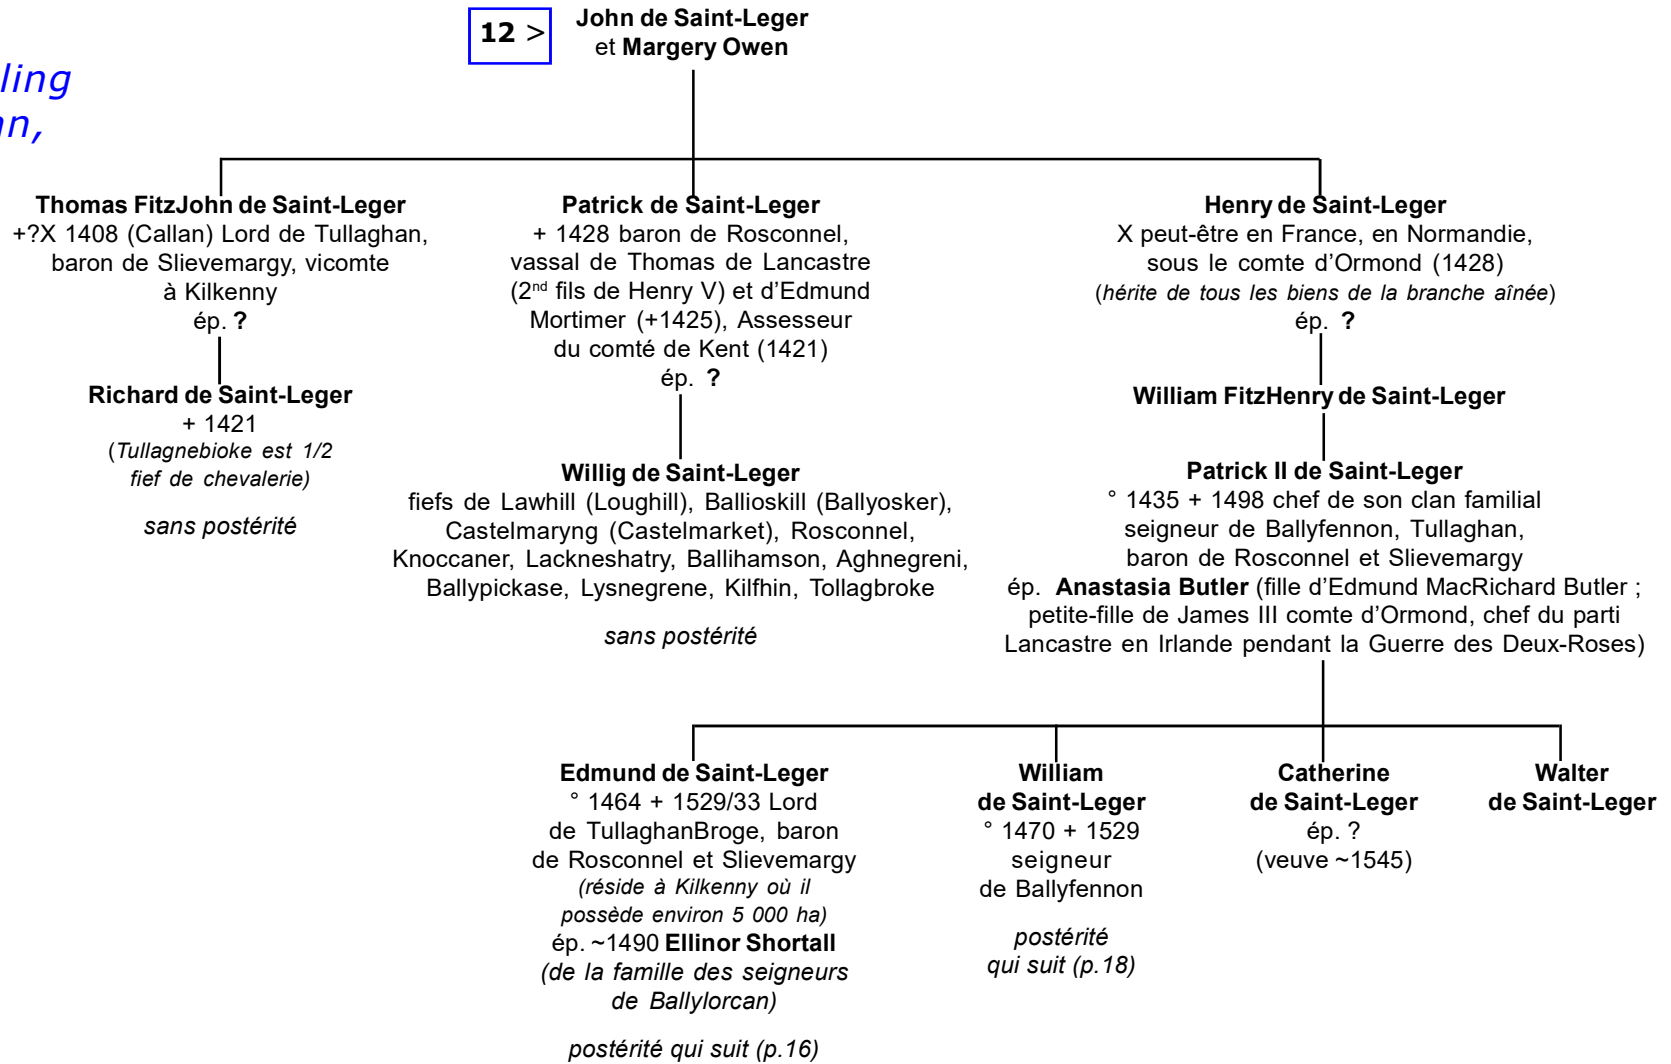 12 >
John de Saint-Leger
et Margery Owen
ling
n,
Thomas FitzJohn de Saint-Leger
+?X 1408 (Callan) Lord de Tullaghan,
baron de Slievemargy, vicomte
à Kilkenny
ép. ?
Richard de Saint-Leger
+ 1421
(Tullagnebioke est 1/2
fief de chevalerie)
sans postérité
Patrick de Saint-Leger
+ 1428 baron de Rosconnel,
vassal de Thomas de Lancastre
(2nd fils de Henry V) et d’Edmund
Mortimer (+1425), Assesseur
du comté de Kent (1421)
ép. ?
Willig de Saint-Leger
fiefs de Lawhill (Loughill), Ballioskill (Ballyosker),
Castelmaryng (Castelmarket), Rosconnel,
Knoccaner, Lackneshatry, Ballihamson, Aghnegreni,
Ballypickase, Lysnegrene, Kilfhin, Tollagbroke
sans postérité
Henry de Saint-Leger
X peut-être en France, en Normandie,
sous le comte d’Ormond (1428)
(hérite de tous les biens de la branche aînée)
ép. ?
William FitzHenry de Saint-Leger
Patrick II de Saint-Leger
° 1435 + 1498 chef de son clan familial
seigneur de Ballyfennon, Tullaghan,
baron de Rosconnel et Slievemargy
ép. Anastasia Butler (fille d’Edmund MacRichard Butler ;
petite-fille de James III comte d’Ormond, chef du parti
Lancastre en Irlande pendant la Guerre des Deux-Roses)
Edmund de Saint-Leger
° 1464 + 1529/33 Lord
de TullaghanBroge, baron
de Rosconnel et Slievemargy
(réside à Kilkenny où il
possède environ 5 000 ha)
ép. ~1490 Ellinor Shortall
(de la famille des seigneurs
de Ballylorcan)
postérité qui suit (p.16)
William
de Saint-Leger
° 1470 + 1529
seigneur
de Ballyfennon
postérité
qui suit (p.18)
Catherine
de Saint-Leger
ép. ?
(veuve ~1545)
Walter
de Saint-Leger